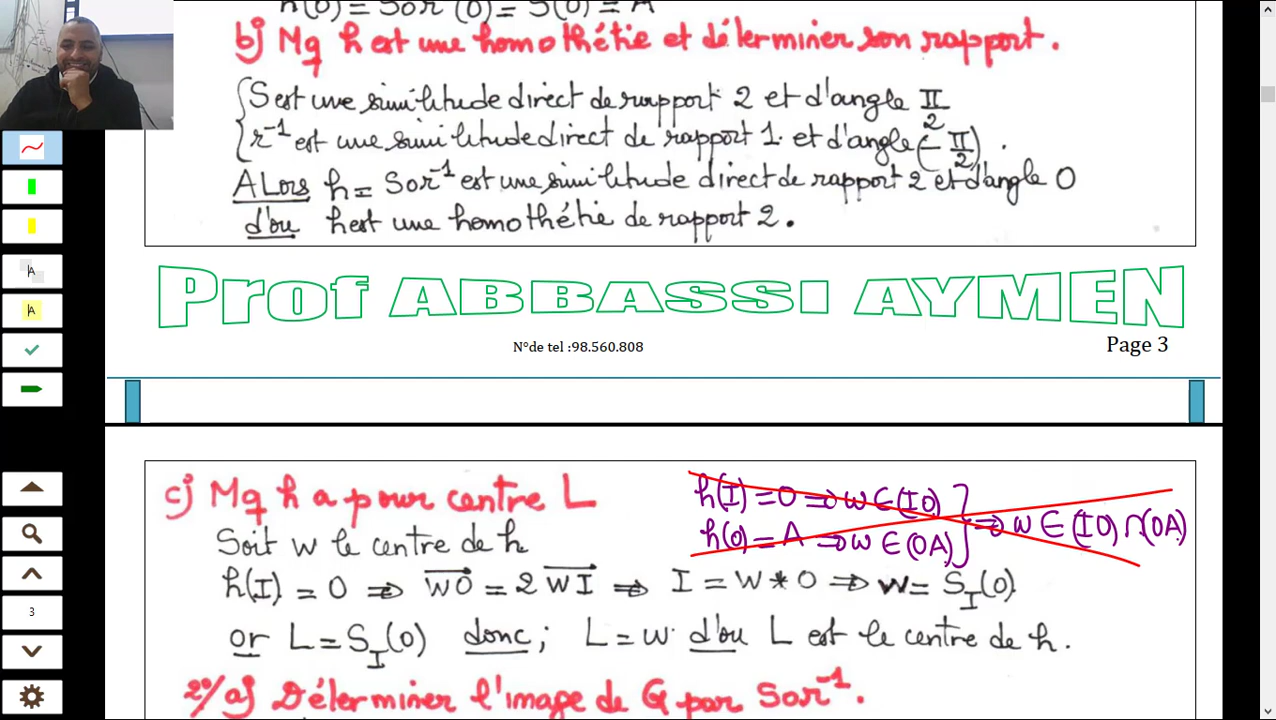 h(O) = Sor⁻¹(O) = S(O) = A
b) Mq h est une homothétie et déterminer son rapport.
{ S est une similitude direct de rapport 2 et d'angle π/2
{ r⁻¹ est une similitude direct de rapport 1 et d'angle (-π/2).
ALors h = Sor⁻¹ est une similitude direct de rapport 2 et d'angle 0
d'ou h est une homothétie de rapport 2.
Prof ABBASSI AYMEN
N°de tel :98.560.808
Page 3
c) Mq h a pour centre L
h(I) = O ⇒ w ∈ (IO) }
h(O) = A ⇒ w ∈ (OA) } ⇒ w ∈ (IO) ∩ (OA)
Soit w le centre de h
h(I) = O ⇒ wO = 2 wI ⇒ I = w * O ⇒ w = S_I(O)
or L = S_I(O) donc ; L = w d'ou L est le centre de h.
2°/a) Déterminer l'image de G par Sor⁻¹.
A
A
3